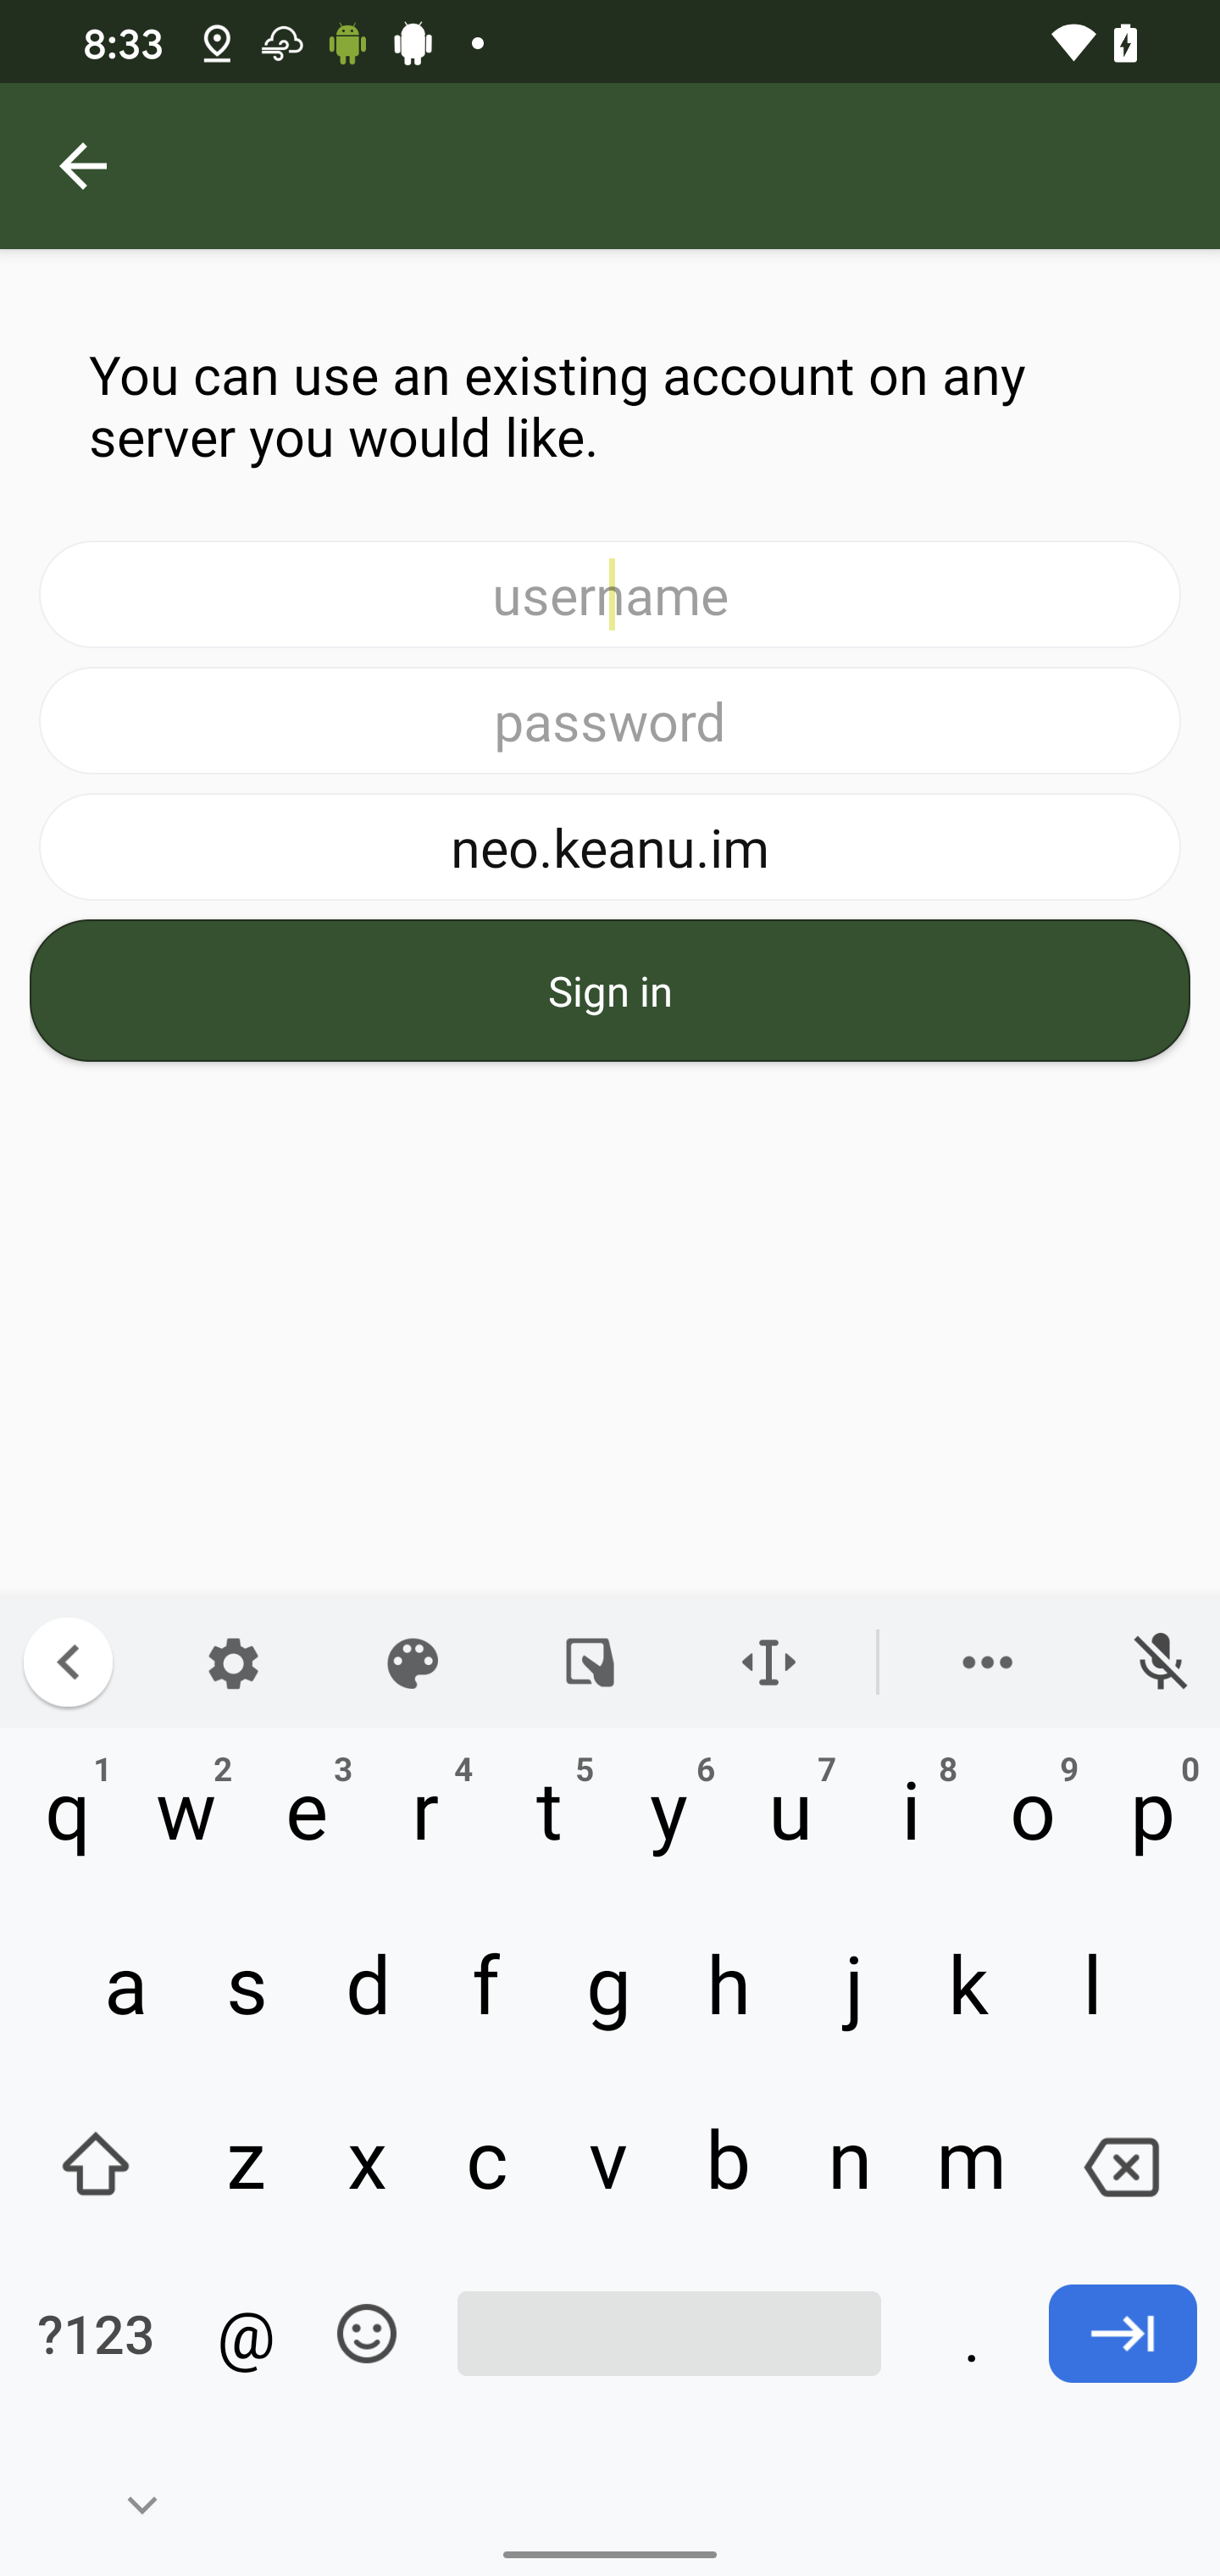 8:33
You can use an existing account on any
server you would like.
username
password
neo.keanu.im
Sign in
1 2 3 4 5 6 7 8 9 0
q w e r t y u i o p
a s d f g h j k l
z x c v b n m
?123 @ .